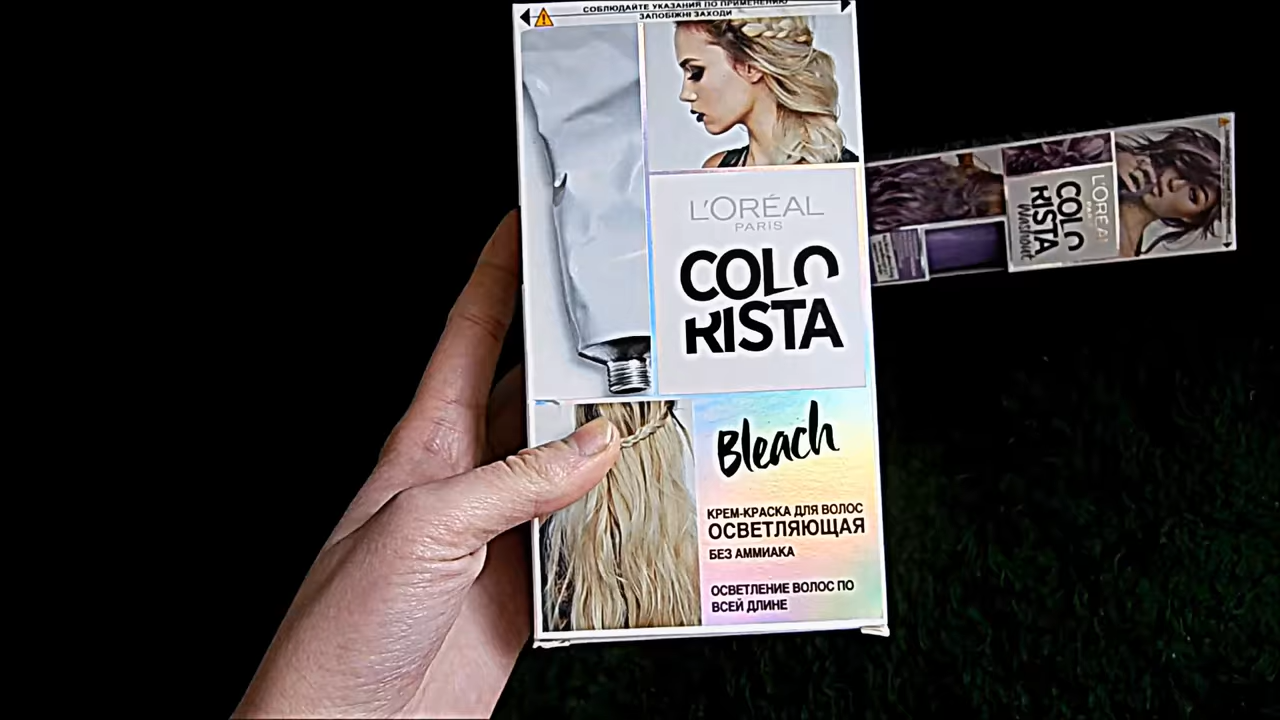 СОБЛЮДАЙТЕ УКАЗАНИЯ ПО ПРИМЕНЕНИЮ
ЗАПОБІЖНІ ЗАХОДИ
L'ORÉAL
PARIS
COLO
RISTA
Bleach
КРЕМ-КРАСКА ДЛЯ ВОЛОС
ОСВЕТЛЯЮЩАЯ
БЕЗ АММИАКА
ОСВЕТЛЕНИЕ ВОЛОС ПО
ВСЕЙ ДЛИНЕ
L'ORÉA
COLO
RISTA
Washout